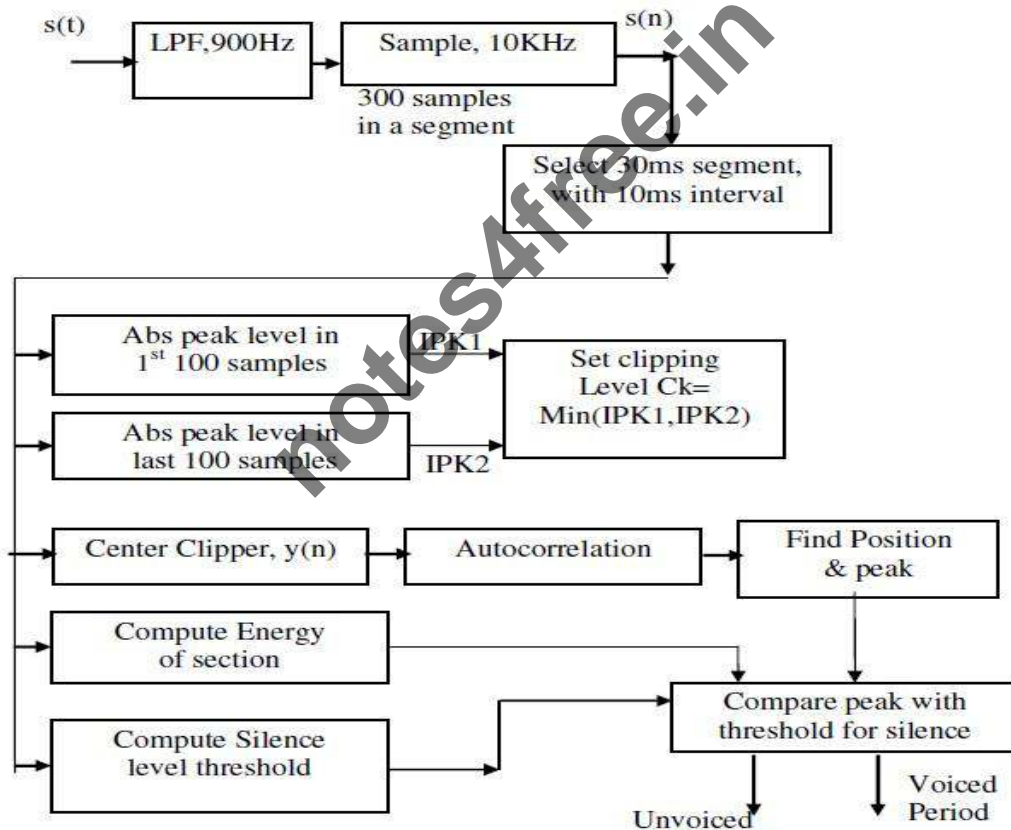 s(t)
LPF,900Hz
Sample, 10KHz
s(n)
300 samples
in a segment
Select 30ms segment,
with 10ms interval
Abs peak level in
1st 100 samples
IPK1
Set clipping
Level Ck=
Min(IPK1,IPK2)
Abs peak level in
last 100 samples
IPK2
Center Clipper, y(n)
Autocorrelation
Find Position
& peak
Compute Energy
of section
Compare peak with
threshold for silence
Compute Silence
level threshold
Unvoiced
Voiced
Period
notes4free.in